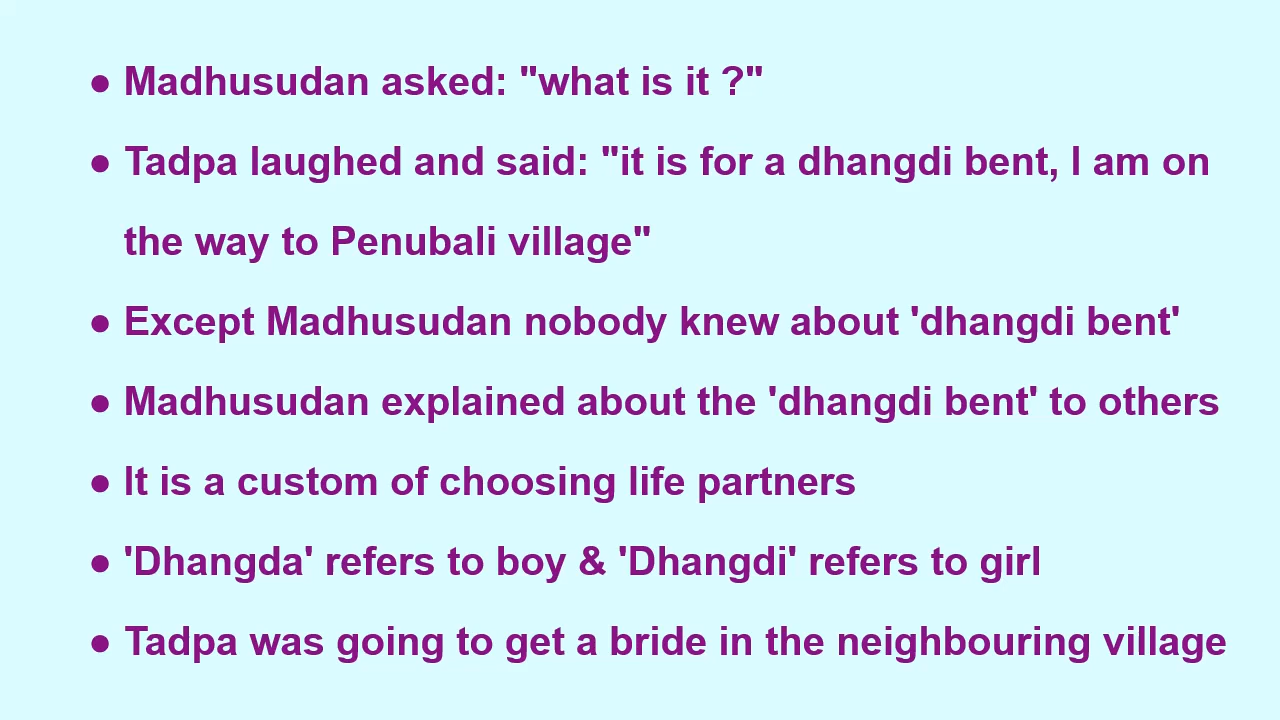 ● Madhusudan asked: "what is it ?"
● Tadpa laughed and said: "it is for a dhangdi bent, I am on
the way to Penubali village"
● Except Madhusudan nobody knew about 'dhangdi bent'
● Madhusudan explained about the 'dhangdi bent' to others
● It is a custom of choosing life partners
● 'Dhangda' refers to boy & 'Dhangdi' refers to girl
● Tadpa was going to get a bride in the neighbouring village